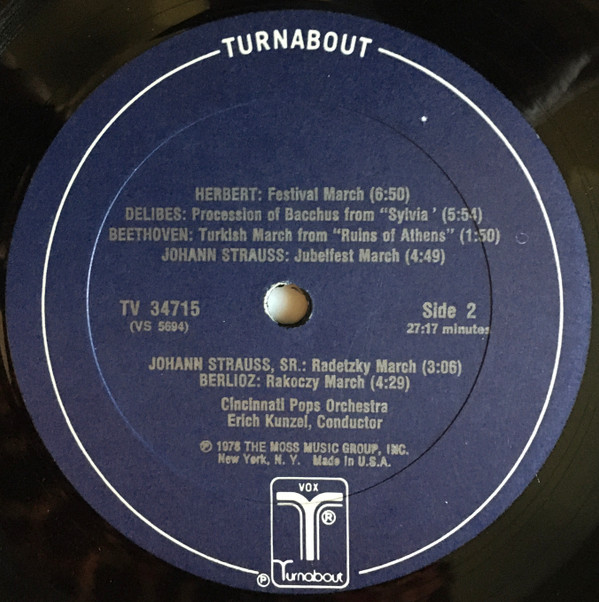 TURNABOUT
HERBERT: Festival March (6:50)
DELIBES: Procession of Bacchus from "Sylvia' (5:54)
BEETHOVEN: Turkish March from "Ruins of Athens" (1:50)
JOHANN STRAUSS: Jubelfest March (4:49)
TV 34715
(VS 5694)
Side 2
27:17 minutes
JOHANN STRAUSS, SR.: Radetzky March (3:06)
BERLIOZ: Rakoczy March (4:29)
Cincinnati Pops Orchestra
Erich Kunzel, Conductor
℗ 1978 THE MOSS MUSIC GROUP, INC.
New York, N. Y. Made in U.S.A.
VOX
T®
℗ Turnabout